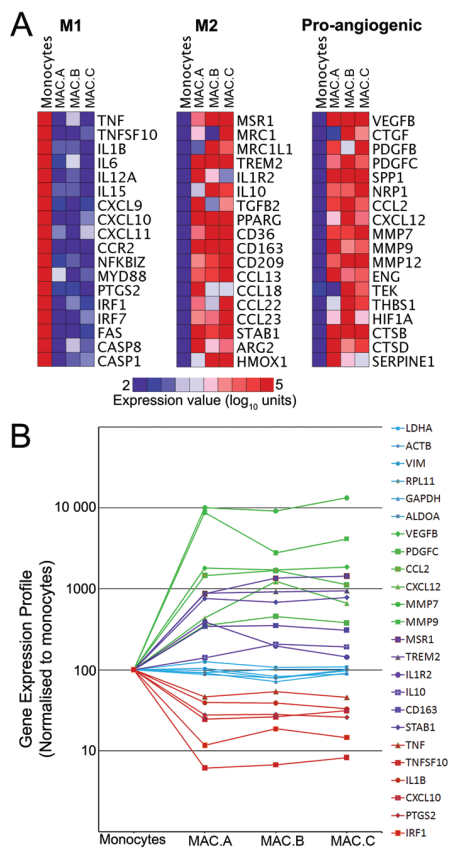 A
M1
M2
Pro-angiogenic
Monocytes
MAC.A
MAC.B
MAC.C
Monocytes
MAC.A
MAC.B
MAC.C
Monocytes
MAC.A
MAC.B
MAC.C
TNF
TNFSF10
IL1B
IL6
IL12A
IL15
CXCL9
CXCL10
CXCL11
CCR2
NFKBIZ
MYD88
PTGS2
IRF1
IRF7
FAS
CASP8
CASP1
MSR1
MRC1
MRC1L1
TREM2
IL1R2
IL10
TGFB2
PPARG
CD36
CD163
CD209
CCL13
CCL18
CCL22
CCL23
STAB1
ARG2
HMOX1
VEGFB
CTGF
PDGFB
PDGFC
SPP1
NRP1
CCL2
CXCL12
MMP7
MMP9
MMP12
ENG
TEK
THBS1
HIF1A
CTSB
CTSD
SERPINE1
2 5
Expression value (log10 units)
B
Gene Expression Profile
(Normalised to monocytes)
10 000
1000
100
10
Monocytes
MAC.A
MAC.B
MAC.C
LDHA
ACTB
VIM
RPL11
GAPDH
ALDOA
VEGFB
PDGFC
CCL2
CXCL12
MMP7
MMP9
MSR1
TREM2
IL1R2
IL10
CD163
STAB1
TNF
TNFSF10
IL1B
CXCL10
PTGS2
IRF1